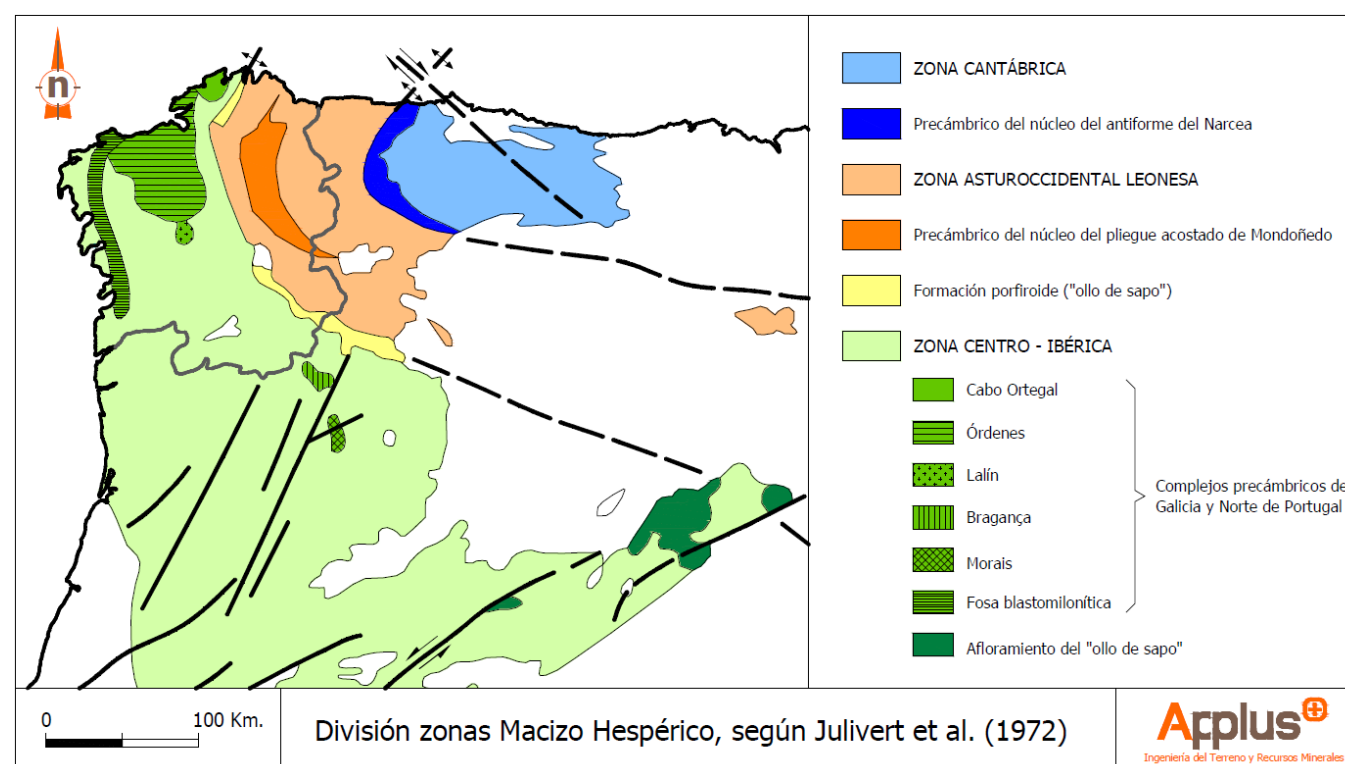 n
ZONA CANTÁBRICA
Precámbrico del núcleo del antiforme del Narcea
ZONA ASTUROCCIDENTAL LEONESA
Precámbrico del núcleo del pliegue acostado de Mondoñedo
Formación porfiroide ("ollo de sapo")
ZONA CENTRO - IBÉRICA
Cabo Ortegal
Órdenes
Lalín
Bragança
Morais
Fosa blastomilonítica
Complejos precámbricos de
Galicia y Norte de Portugal
Afloramiento del "ollo de sapo"
0 100 Km.
División zonas Macizo Hespérico, según Julivert et al. (1972)
Applus+
Ingeniería del Terreno y Recursos Minerales